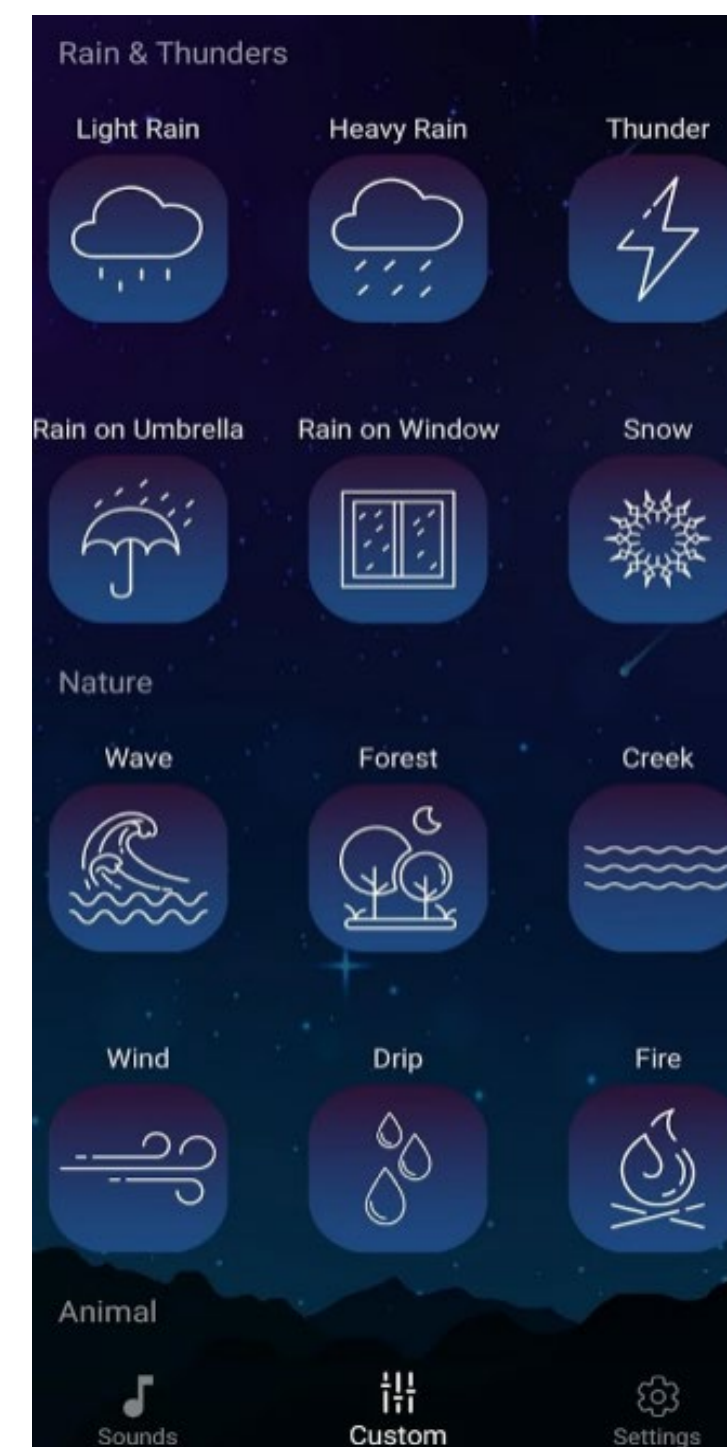 Rain & Thunders
Light Rain Heavy Rain Thunder
Rain on Umbrella Rain on Window Snow
Nature
Wave Forest Creek
Wind Drip Fire
Animal
Sounds Custom Settings